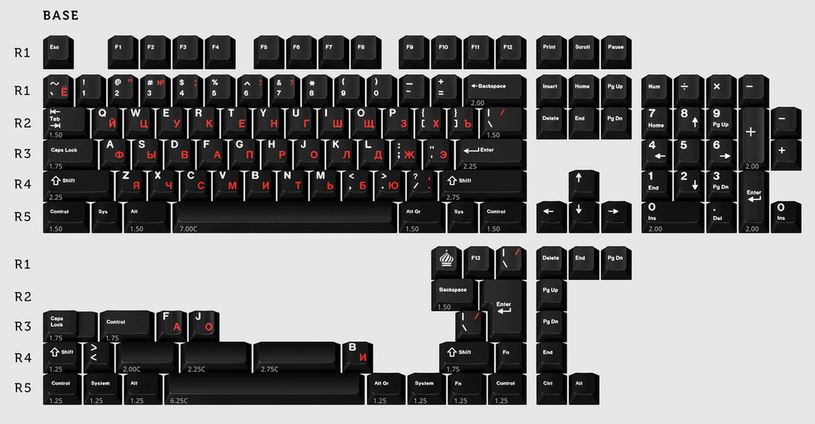 BASE
R1 Esc F1 F2 F3 F4 F5 F6 F7 F8 F9 F10 F11 F12 Print Scroll Pause
R1 ~ ` Ё ! 1 @ " 2 # № 3 $ ; 4 % 5 ^ : 6 & ? 7 * 8 ( 9 ) 0 — - + = ← Backspace 2.00 Insert Home Pg Up Num ÷ × −
R2 Tab 1.50 Q Й W Ц E У R К T Е Y Н U Г I Ш O Щ P З { [ Х } ] Ъ | / \ 1.50 Delete End Pg Dn 7 Home 8 ↑ 9 Pg Up + 2.00 −
R3 Caps Lock 1.75 A Ф S Ы D В F А G П H Р J О K Л L Д : ; Ж " ' Э Enter 2.25 4 ← 5 6 → +
R4 Shift 2.25 Z Я X Ч C С V М B И N Т M Ь < , Б > . Ю ? / . Shift 2.75 ↑ 1 End 2 ↓ 3 Pg Dn Enter 2.00
R5 Control 1.50 Sys Alt 1.50 7.00C Alt Gr 1.50 Sys Control 1.50 ← ↓ → 0 Ins 2.00 . Del 0 Ins
R1 F13 | / \ Delete End Pg Dn
R2 Backspace 1.50 Enter Pg Up
R3 Caps Lock 1.75 Control 1.75 F А J О | / \ Pg Dn
R4 Shift 1.25 > < 2.00C 2.25C 2.75C B И Shift 1.75 Fn End
R5 Control 1.25 System 1.25 Alt 1.25 6.25C Alt Gr 1.25 System 1.25 Fn 1.25 Control 1.25 Ctrl Alt